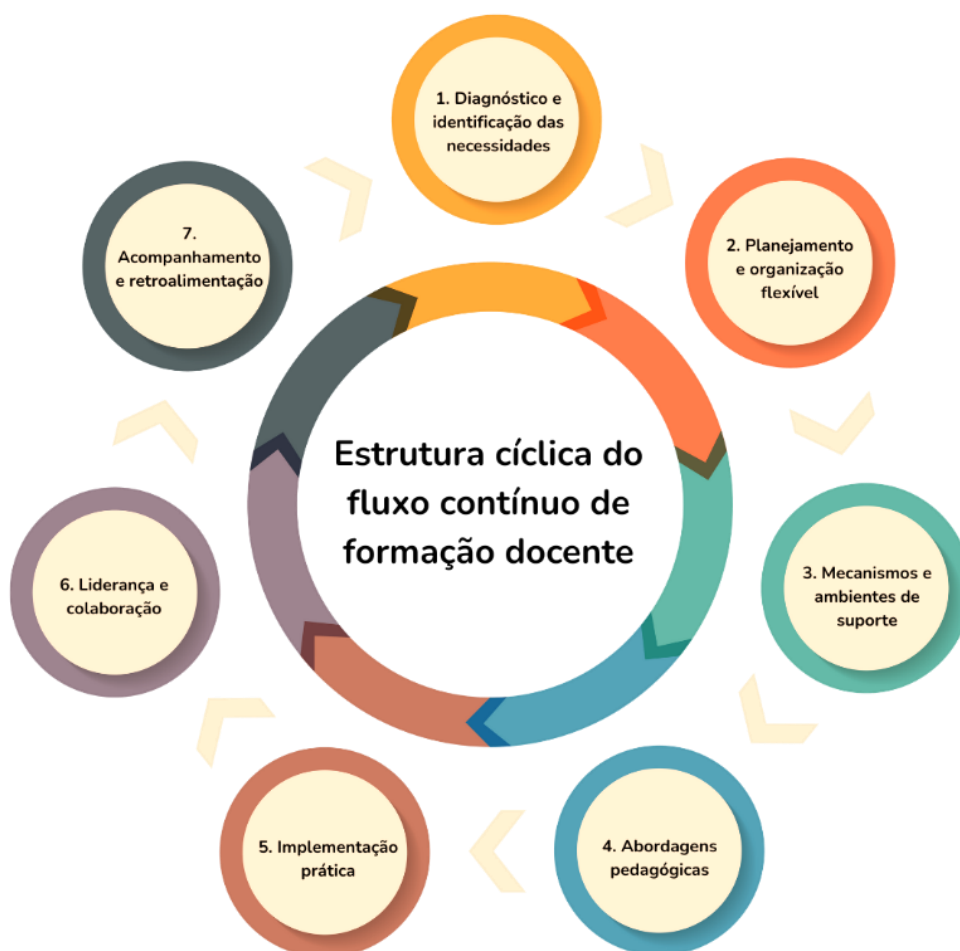 1. Diagnóstico e
identificação das
necessidades
2. Planejamento
e organização
flexível
3. Mecanismos e
ambientes de
suporte
4. Abordagens
pedagógicas
5. Implementação
prática
6. Liderança e
colaboração
7.
Acompanhamento
e retroalimentação
Estrutura cíclica do
fluxo contínuo de
formação docente